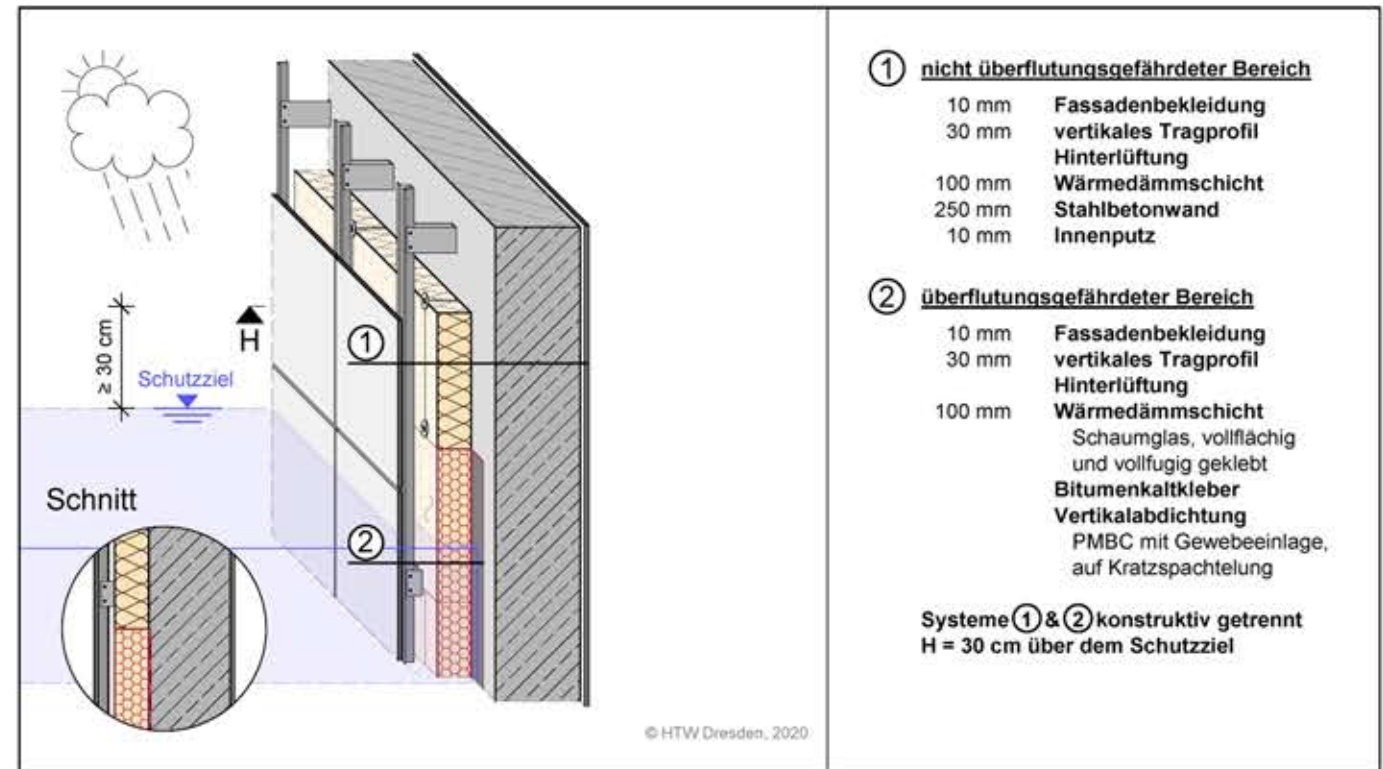 ≥ 30 cm
H
Schutzziel
1
2
Schnitt
© HTW Dresden, 2020
1 nicht überflutungsgefährdeter Bereich
10 mm Fassadenbekleidung
30 mm vertikales Tragprofil
Hinterlüftung
100 mm Wärmedämmschicht
250 mm Stahlbetonwand
10 mm Innenputz
2 überflutungsgefährdeter Bereich
10 mm Fassadenbekleidung
30 mm vertikales Tragprofil
Hinterlüftung
100 mm Wärmedämmschicht
Schaumglas, vollflächig
und vollfugig geklebt
Bitumenkaltkleber
Vertikalabdichtung
PMBC mit Gewebeeinlage,
auf Kratzspachtelung
Systeme 1 & 2 konstruktiv getrennt
H = 30 cm über dem Schutzziel